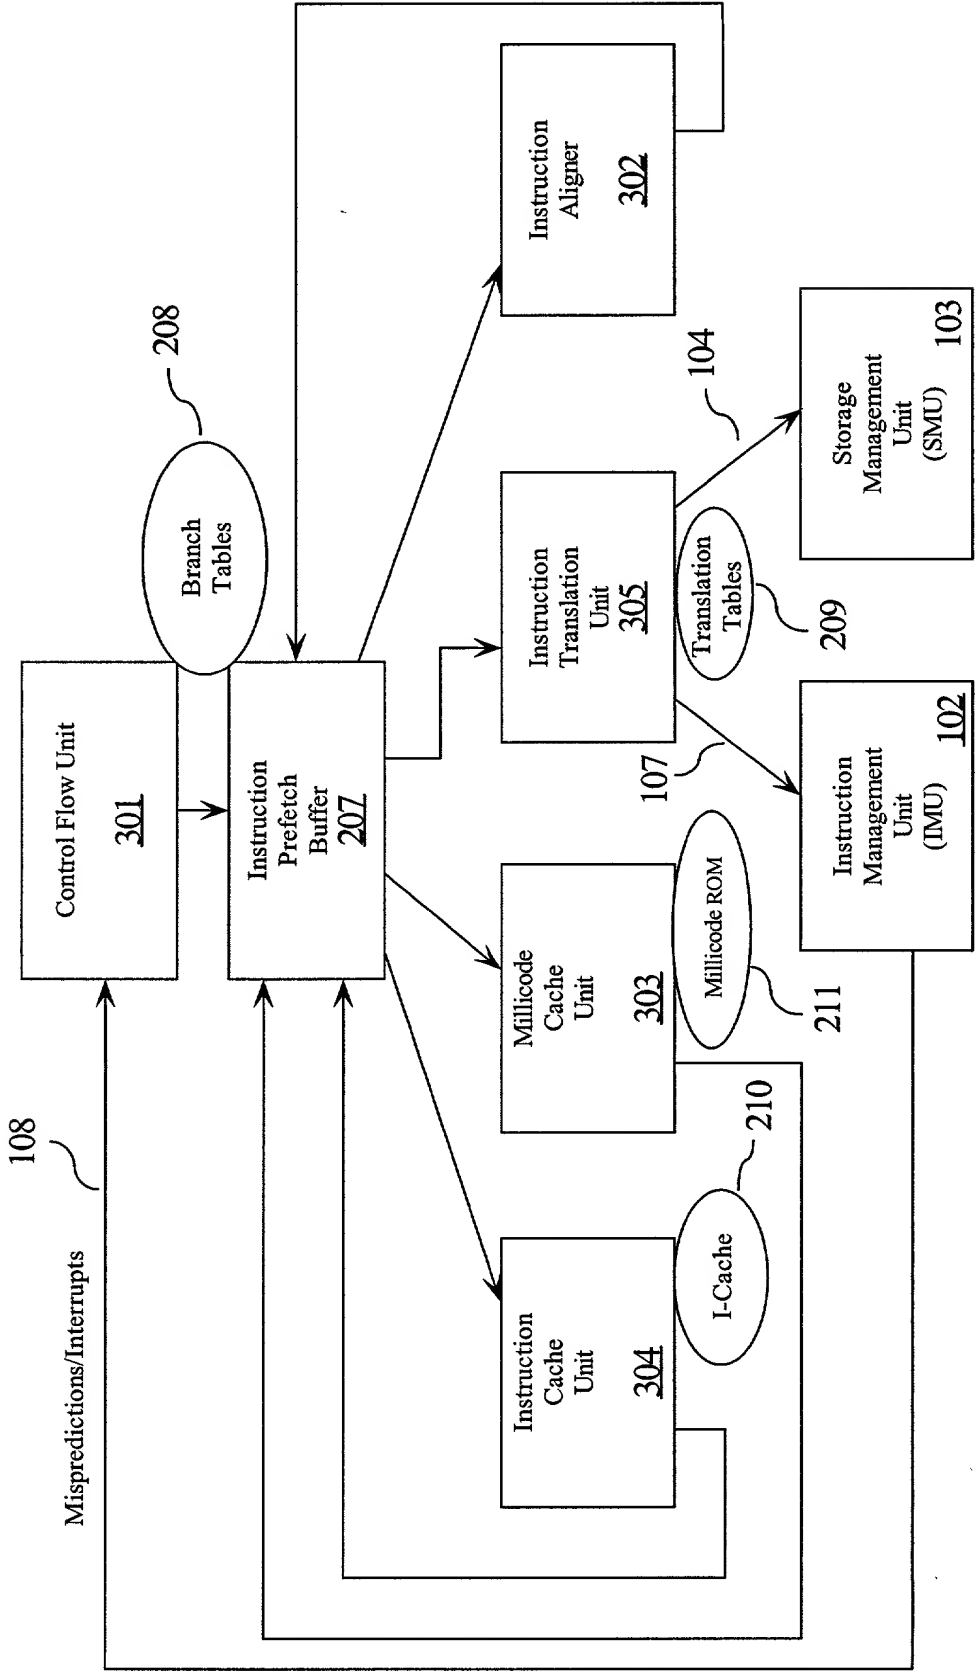 108
Mispredictions/Interrupts
Control Flow Unit
301
Branch
Tables
208
Instruction
Prefetch
Buffer
207
Instruction
Cache
Unit
304
I-Cache
210
Millicode
Cache
Unit
303
Millicode ROM
211
Instruction
Translation
Unit
305
Translation
Tables
209
Instruction
Aligner
302
107
104
Instruction
Management
Unit
(IMU)
102
Storage
Management
Unit
(SMU)
103